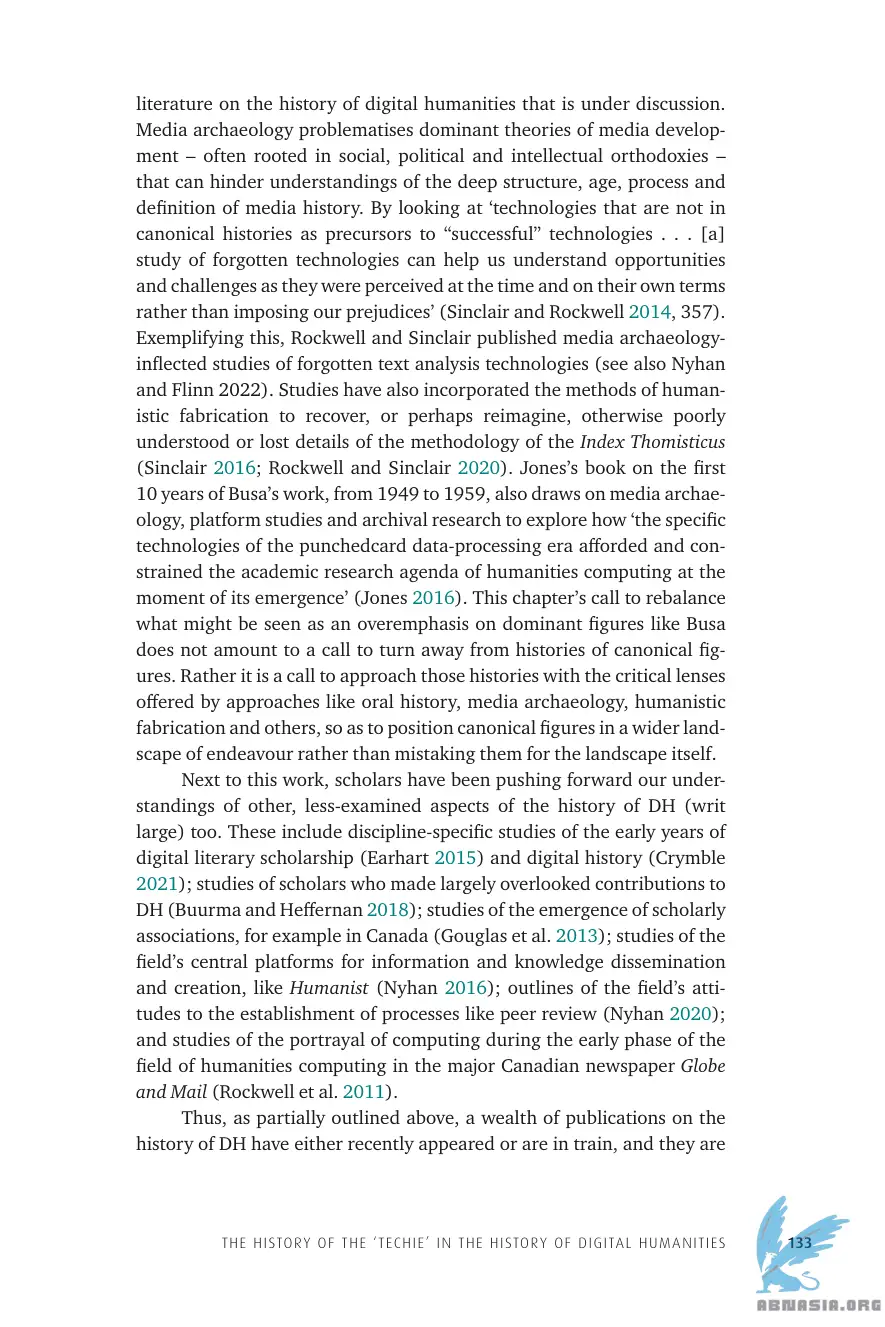 literature on the history of digital humanities that is under discussion.
Media archaeology problematises dominant theories of media develop-
ment – often rooted in social, political and intellectual orthodoxies –
that can hinder understandings of the deep structure, age, process and
definition of media history. By looking at ‘technologies that are not in
canonical histories as precursors to “successful” technologies . . . [a]
study of forgotten technologies can help us understand opportunities
and challenges as they were perceived at the time and on their own terms
rather than imposing our prejudices’ (Sinclair and Rockwell 2014, 357).
Exemplifying this, Rockwell and Sinclair published media archaeology-
inflected studies of forgotten text analysis technologies (see also Nyhan
and Flinn 2022). Studies have also incorporated the methods of human-
istic fabrication to recover, or perhaps reimagine, otherwise poorly
understood or lost details of the methodology of the Index Thomisticus
(Sinclair 2016; Rockwell and Sinclair 2020). Jones’s book on the first
10 years of Busa’s work, from 1949 to 1959, also draws on media archae-
ology, platform studies and archival research to explore how ‘the specific
technologies of the punchedcard data-processing era afforded and con-
strained the academic research agenda of humanities computing at the
moment of its emergence’ (Jones 2016). This chapter’s call to rebalance
what might be seen as an overemphasis on dominant figures like Busa
does not amount to a call to turn away from histories of canonical fig-
ures. Rather it is a call to approach those histories with the critical lenses
offered by approaches like oral history, media archaeology, humanistic
fabrication and others, so as to position canonical figures in a wider land-
scape of endeavour rather than mistaking them for the landscape itself.
Next to this work, scholars have been pushing forward our under-
standings of other, less-examined aspects of the history of DH (writ
large) too. These include discipline-specific studies of the early years of
digital literary scholarship (Earhart 2015) and digital history (Crymble
2021); studies of scholars who made largely overlooked contributions to
DH (Buurma and Heffernan 2018); studies of the emergence of scholarly
associations, for example in Canada (Gouglas et al. 2013); studies of the
field’s central platforms for information and knowledge dissemination
and creation, like Humanist (Nyhan 2016); outlines of the field’s atti-
tudes to the establishment of processes like peer review (Nyhan 2020);
and studies of the portrayal of computing during the early phase of the
field of humanities computing in the major Canadian newspaper Globe
and Mail (Rockwell et al. 2011).
Thus, as partially outlined above, a wealth of publications on the
history of DH have either recently appeared or are in train, and they are
THE HISTORY OF THE ‘TECHIE’ IN THE HISTORY OF DIGITAL HUMANITIES 133
ABNASIA.ORG